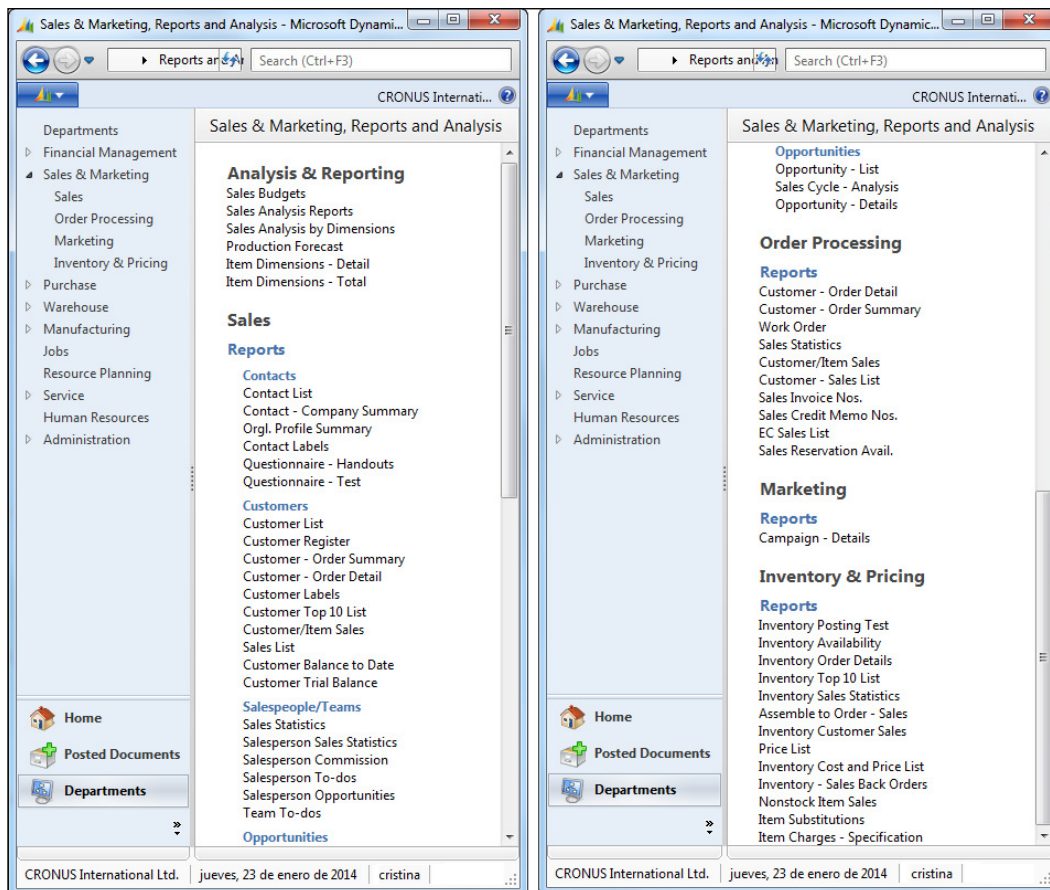 Sales & Marketing, Reports and Analysis - Microsoft Dynami...
Search (Ctrl+F3)
CRONUS Internati...
Departments
Financial Management
Sales & Marketing
Sales
Order Processing
Marketing
Inventory & Pricing
Purchase
Warehouse
Manufacturing
Jobs
Resource Planning
Service
Human Resources
Administration
Home
Posted Documents
Departments
Sales & Marketing, Reports and Analysis
Analysis & Reporting
Sales Budgets
Sales Analysis Reports
Sales Analysis by Dimensions
Production Forecast
Item Dimensions - Detail
Item Dimensions - Total
Sales
Reports
Contacts
Contact List
Contact - Company Summary
Orgl. Profile Summary
Contact Labels
Questionnaire - Handouts
Questionnaire - Test
Customers
Customer List
Customer Register
Customer - Order Summary
Customer - Order Detail
Customer Labels
Customer Top 10 List
Customer/Item Sales
Sales List
Customer Balance to Date
Customer Trial Balance
Salespeople/Teams
Sales Statistics
Salesperson Sales Statistics
Salesperson Commission
Salesperson To-dos
Salesperson Opportunities
Team To-dos
Opportunities
CRONUS International Ltd. jueves, 23 de enero de 2014 cristina
Sales & Marketing, Reports and Analysis - Microsoft Dynamic...
Search (Ctrl+F3)
CRONUS Internati...
Departments
Financial Management
Sales & Marketing
Sales
Order Processing
Marketing
Inventory & Pricing
Purchase
Warehouse
Manufacturing
Jobs
Resource Planning
Service
Human Resources
Administration
Home
Posted Documents
Departments
Sales & Marketing, Reports and Analysis
Opportunities
Opportunity - List
Sales Cycle - Analysis
Opportunity - Details
Order Processing
Reports
Customer - Order Detail
Customer - Order Summary
Work Order
Sales Statistics
Customer/Item Sales
Customer - Sales List
Sales Invoice Nos.
Sales Credit Memo Nos.
EC Sales List
Sales Reservation Avail.
Marketing
Reports
Campaign - Details
Inventory & Pricing
Reports
Inventory Posting Test
Inventory Availability
Inventory Order Details
Inventory Top 10 List
Inventory Sales Statistics
Assemble to Order - Sales
Inventory Customer Sales
Price List
Inventory Cost and Price List
Inventory - Sales Back Orders
Nonstock Item Sales
Item Substitutions
Item Charges - Specification
CRONUS International Ltd. jueves, 23 de enero de 2014 cristina